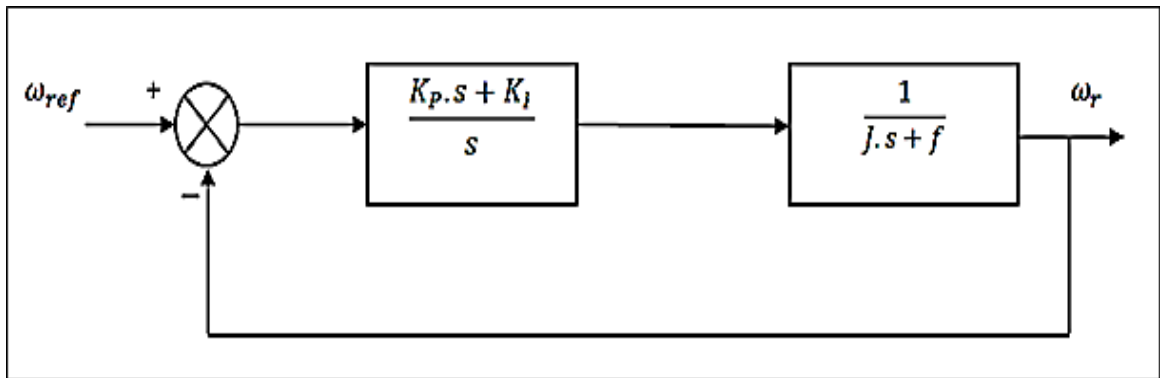 ω_ref
+
−
K_P.s + K_I
s
1
J.s + f
ω_r